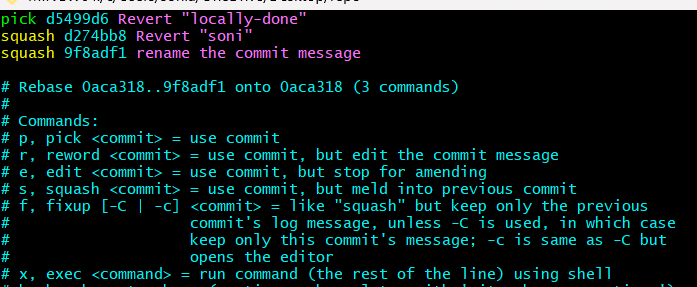 pick d5499d6 Revert "locally-done"
squash d274bb8 Revert "soni"
squash 9f8adf1 rename the commit message
# Rebase 0aca318..9f8adf1 onto 0aca318 (3 commands)
#
# Commands:
# p, pick <commit> = use commit
# r, reword <commit> = use commit, but edit the commit message
# e, edit <commit> = use commit, but stop for amending
# s, squash <commit> = use commit, but meld into previous commit
# f, fixup [-C | -c] <commit> = like "squash" but keep only the previous
# commit's log message, unless -C is used, in which case
# keep only this commit's message; -c is same as -C but
# opens the editor
# x, exec <command> = run command (the rest of the line) using shell